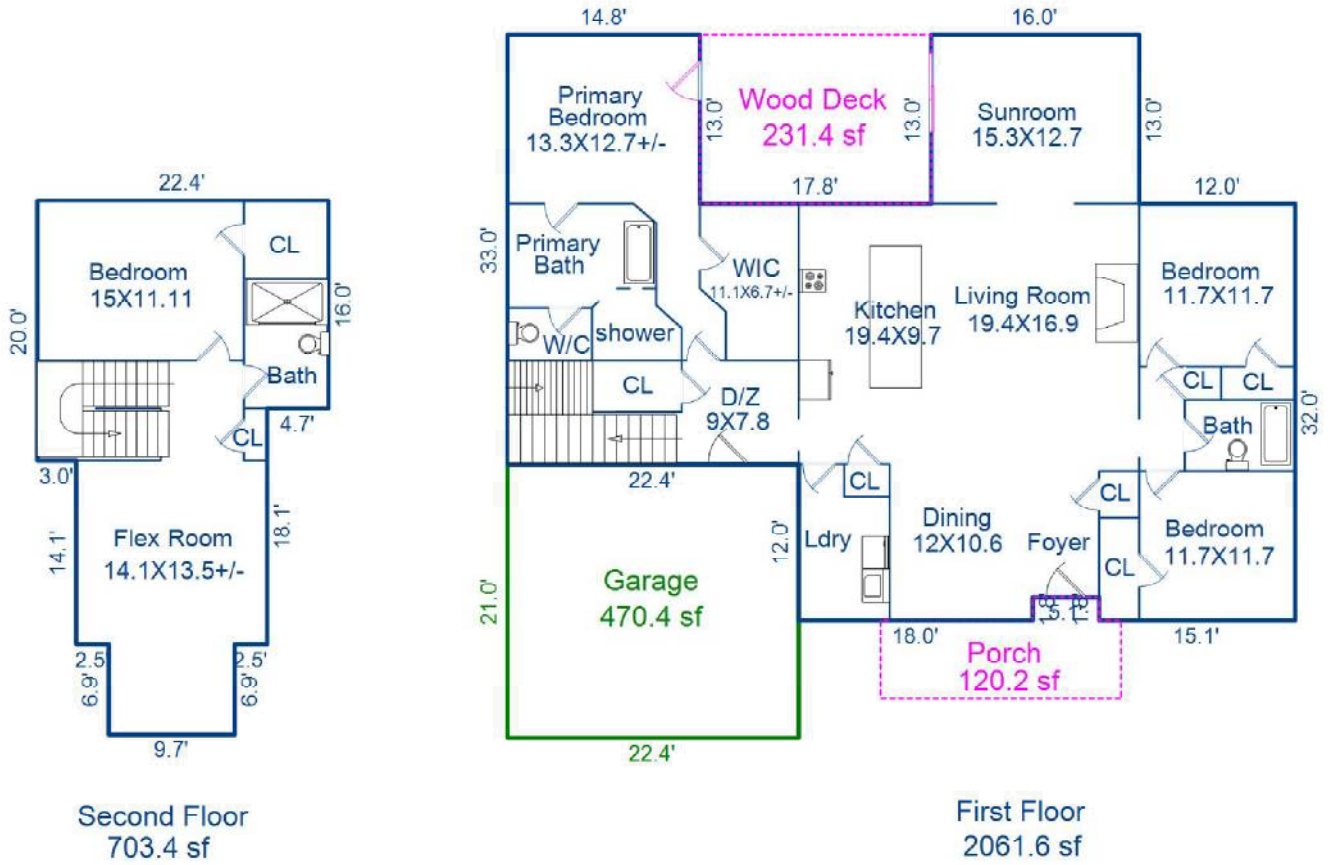 22.4'
Bedroom
15X11.11
CL
20.0'
16.0'
Bath
CL
4.7'
3.0'
14.1'
18.1'
Flex Room
14.1X13.5+/-
2.5
2.5'
6.9'
6.9'
9.7'
Second Floor
703.4 sf
14.8'
16.0'
Primary
Bedroom
13.3X12.7+/-
13.0'
Wood Deck
231.4 sf
13.0'
17.8'
Sunroom
15.3X12.7
13.0'
12.0'
33.0'
Primary
Bath
WIC
11.1X6.7+/-
W/C
shower
Kitchen
19.4X9.7
Living Room
19.4X16.9
Bedroom
11.7X11.7
CL
D/Z
9X7.8
CL
CL
Bath
32.0'
22.4'
CL
CL
12.0'
Ldry
Dining
12X10.6
Foyer
CL
Bedroom
11.7X11.7
21.0'
Garage
470.4 sf
18.0'
15.1'
Porch
120.2 sf
22.4'
First Floor
2061.6 sf